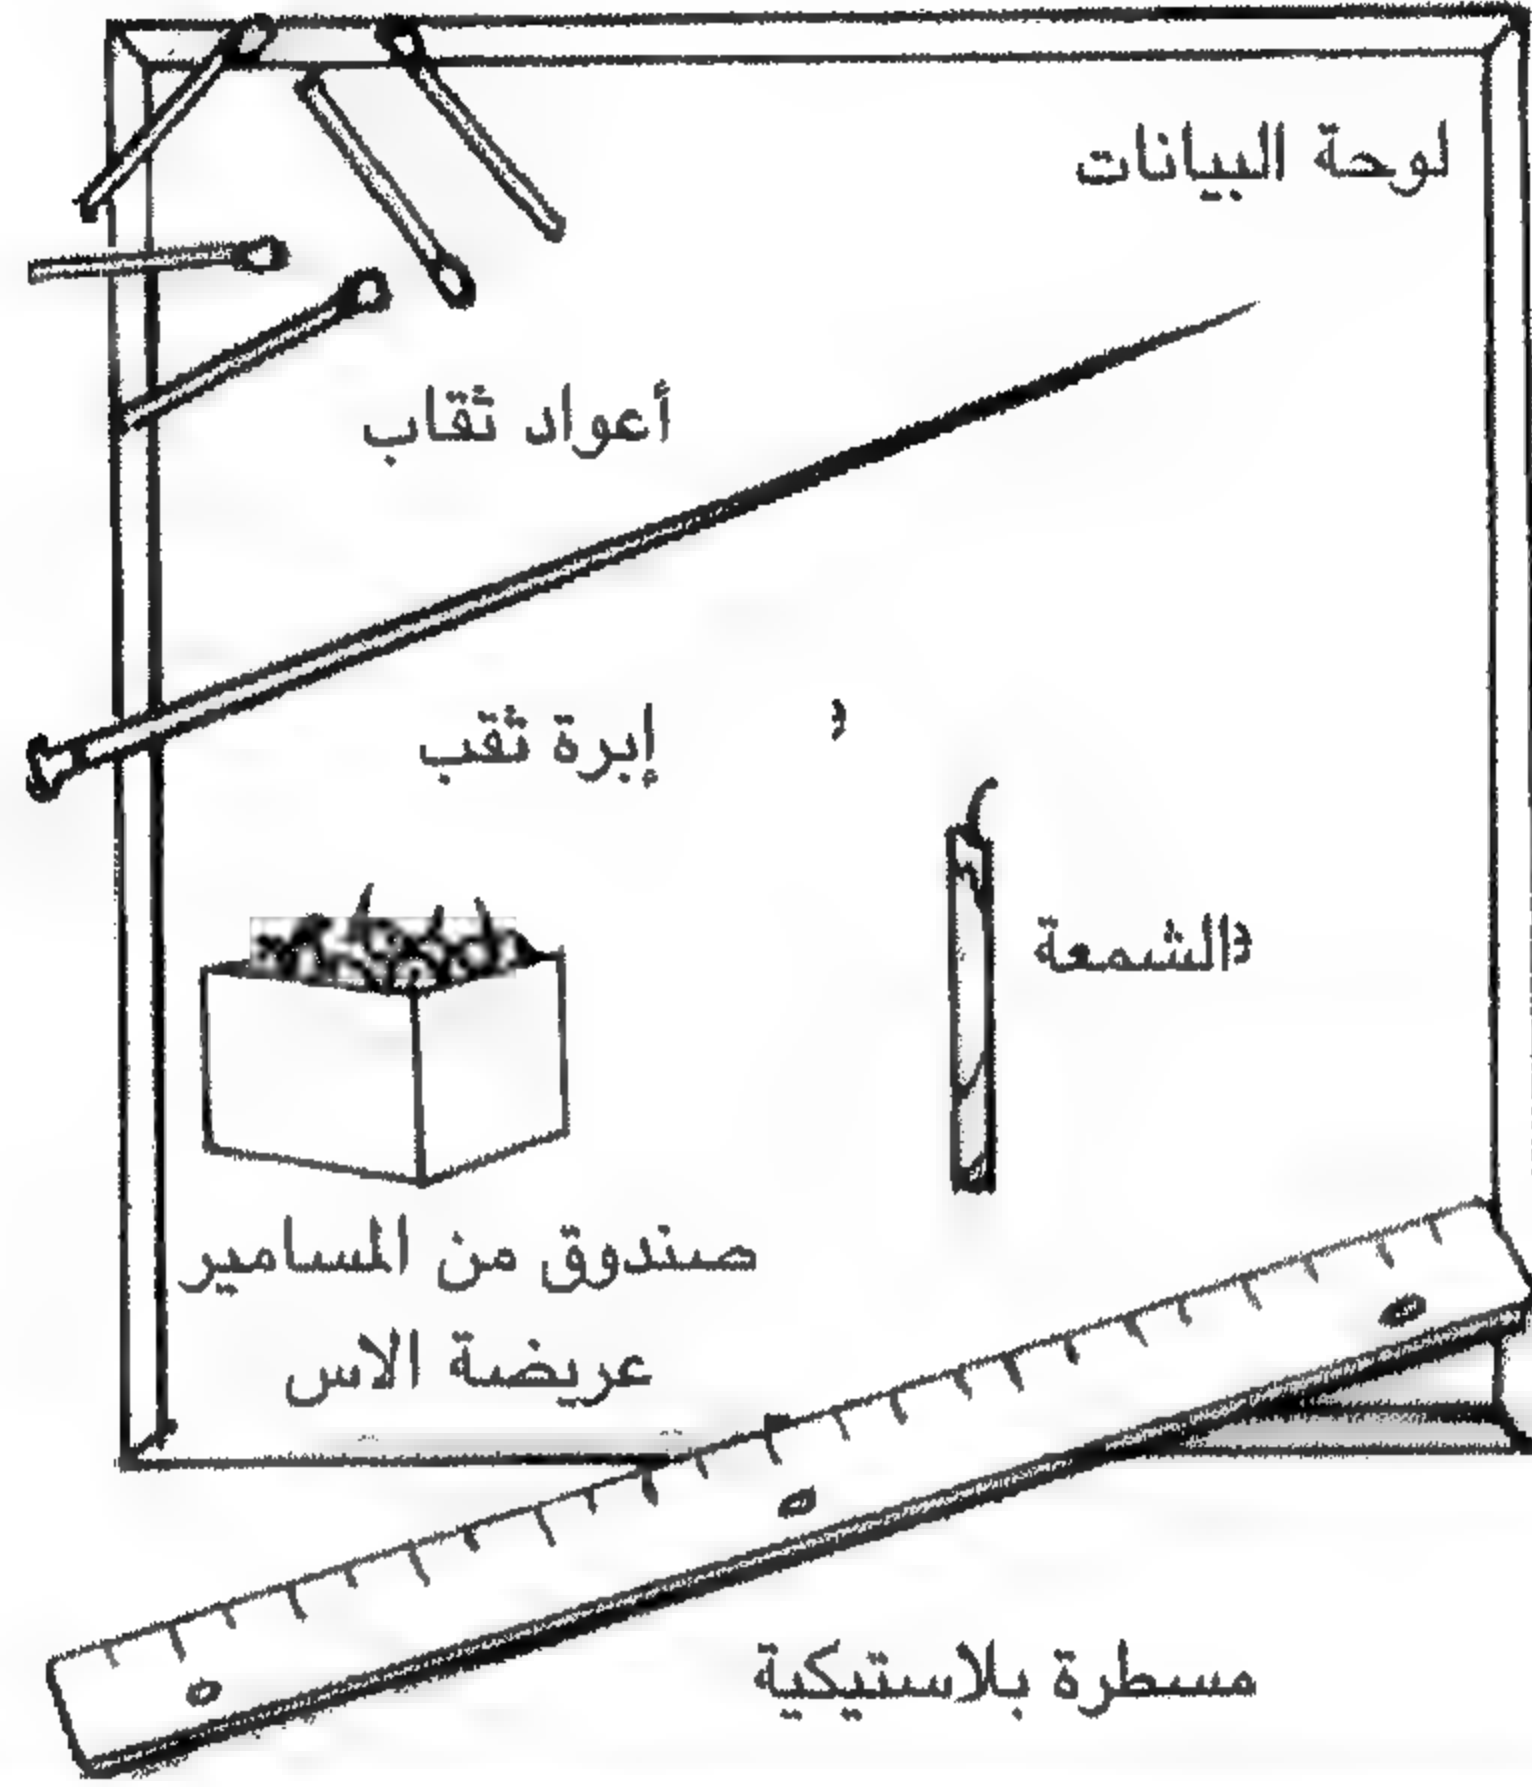 لوحة البيانات
أعواد ثقاب
إبرة ثقب
الشمعة
صندوق من المسامير
عريضة الاس
مسطرة بلاستيكية